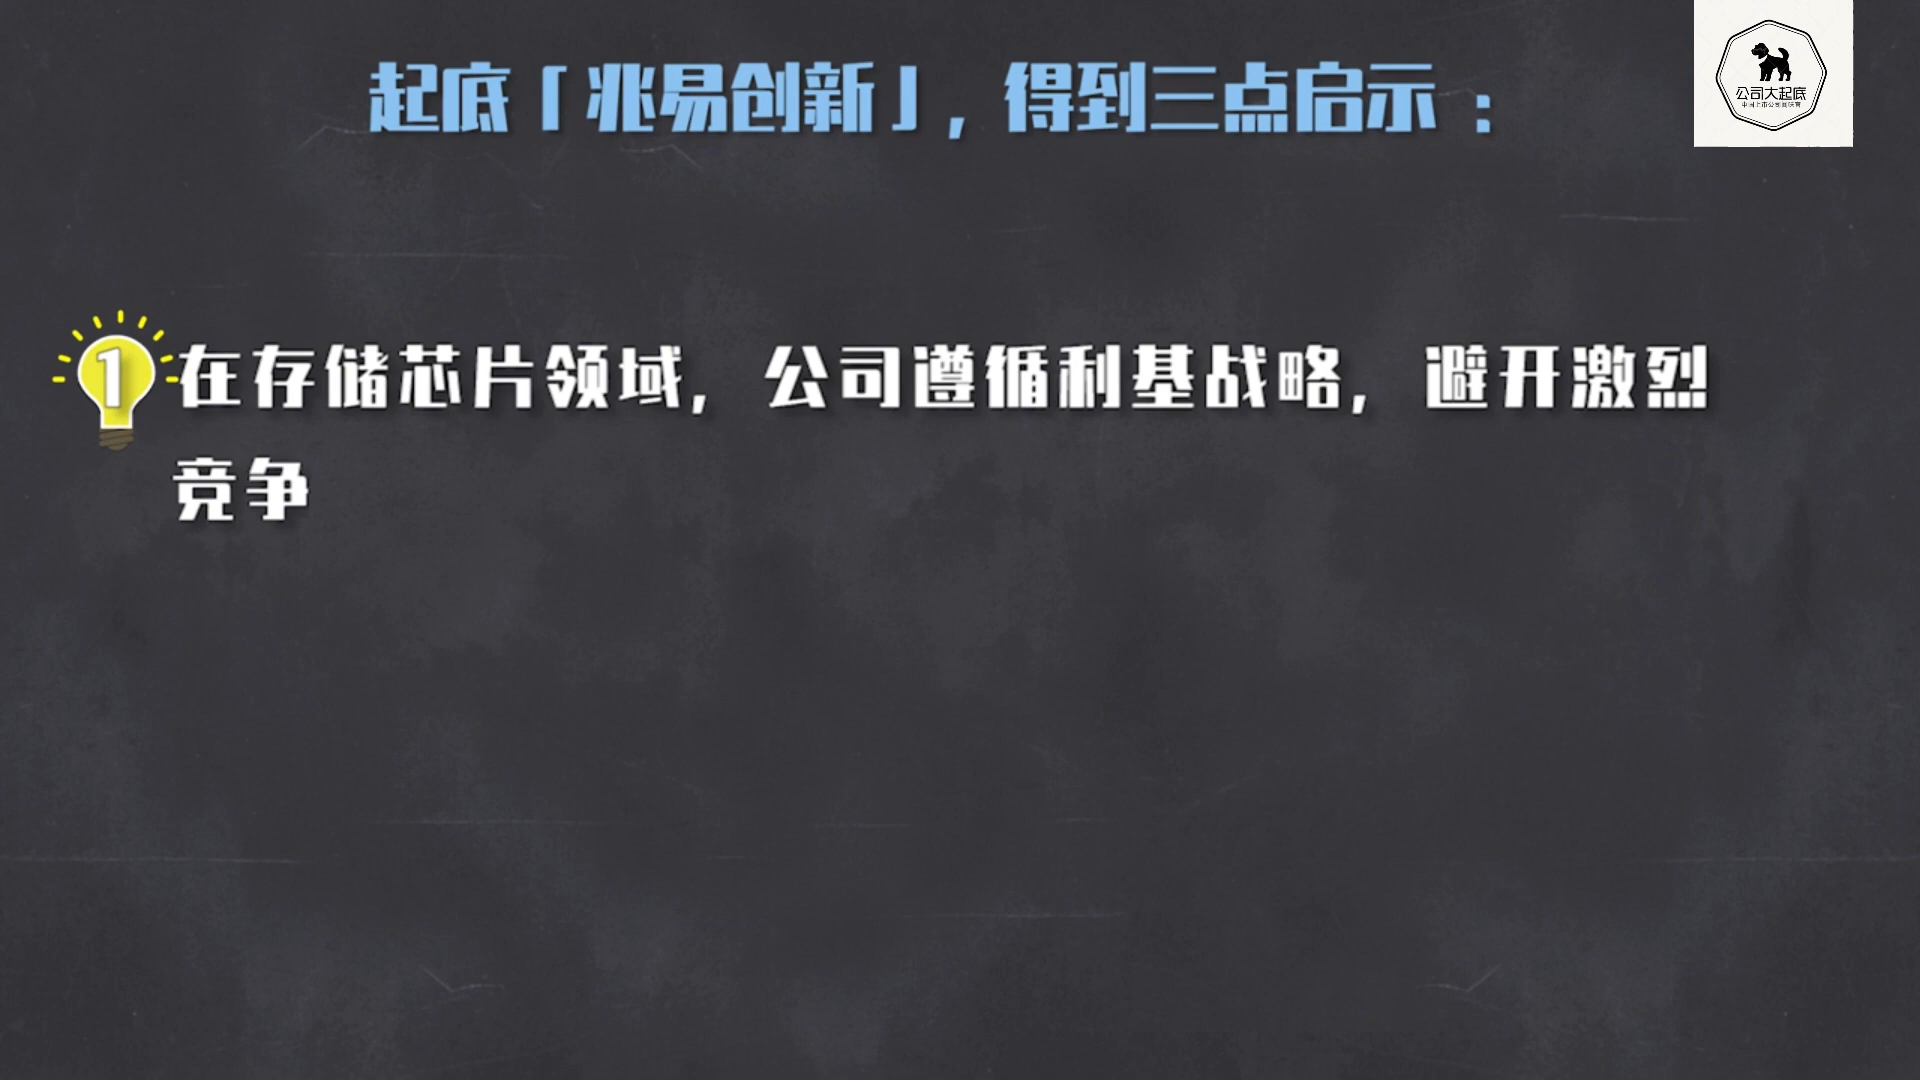 起底「兆易创新」，得到三点启示：
公司大起底
1 在存储芯片领域，公司遵循利基战略，避开激烈
竞争